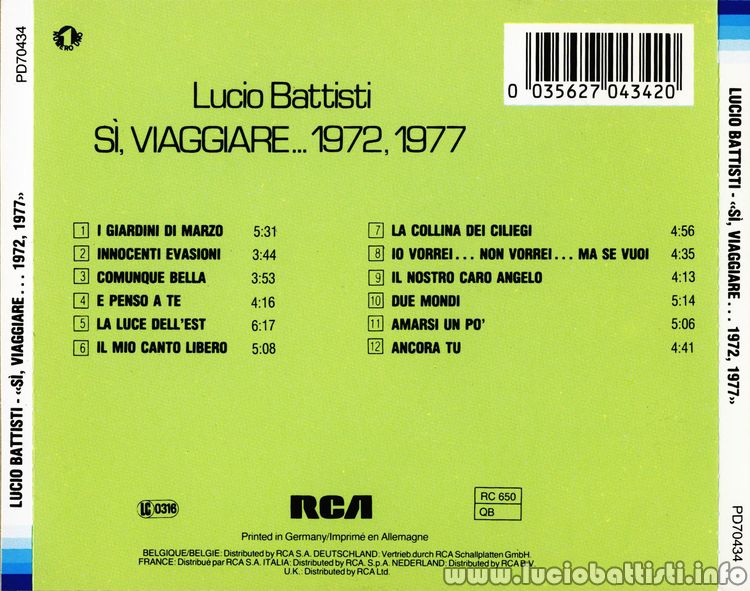 PD70434
NUMERO UNO
1
Lucio Battisti
SÌ, VIAGGIARE... 1972, 1977
0 035627 043420
1 I GIARDINI DI MARZO 5:31
2 INNOCENTI EVASIONI 3:44
3 COMUNQUE BELLA 3:53
4 E PENSO A TE 4:16
5 LA LUCE DELL'EST 6:17
6 IL MIO CANTO LIBERO 5:08
7 LA COLLINA DEI CILIEGI 4:56
8 IO VORREI... NON VORREI... MA SE VUOI 4:35
9 IL NOSTRO CARO ANGELO 4:13
10 DUE MONDI 5:14
11 AMARSI UN PO' 5:06
12 ANCORA TU 4:41
LC 0316
RCA
RC 650
QB
Printed in Germany/Imprimé en Allemagne
BELGIQUE/BELGIE: Distributed by RCA S.A. DEUTSCHLAND: Vertrieb durch RCA Schallplatten GmbH.
FRANCE: Distribué par RCA S.A. ITALIA: Distributed by RCA. S.p.A. NEDERLAND: Distributed by RCA B.V.
U.K.: Distributed by RCA Ltd.
LUCIO BATTISTI - «SÌ, VIAGGIARE... 1972, 1977»
LUCIO BATTISTI - «SÌ, VIAGGIARE... 1972, 1977»
PD70434
www.luciobattisti.info